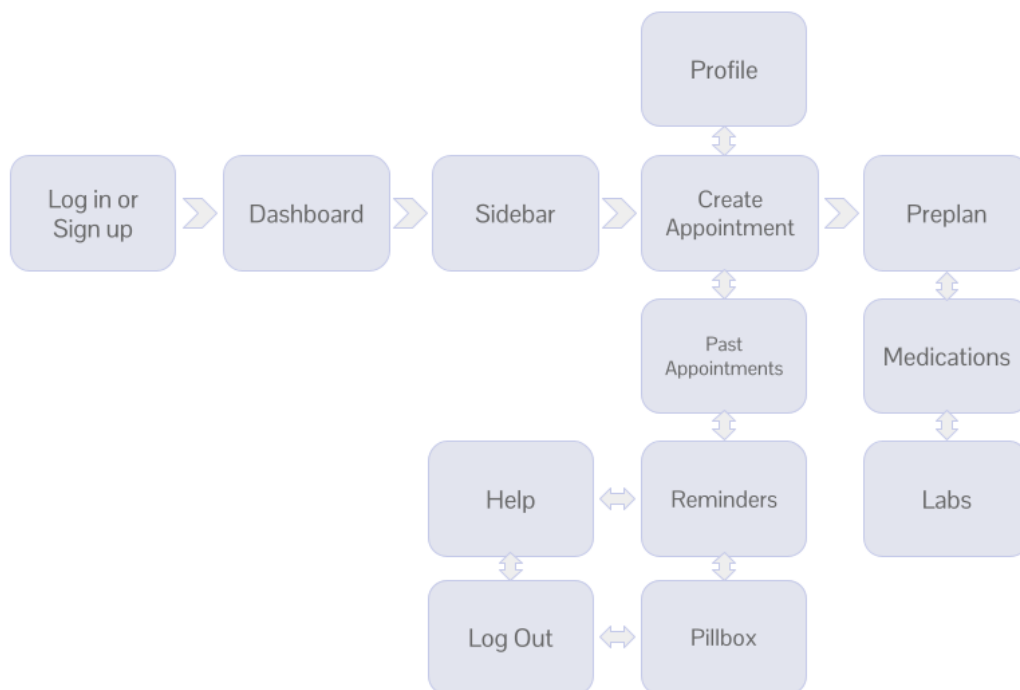 Profile
Log in or
Sign up
Dashboard
Sidebar
Create
Appointment
Preplan
Past
Appointments
Medications
Help
Reminders
Labs
Log Out
Pillbox